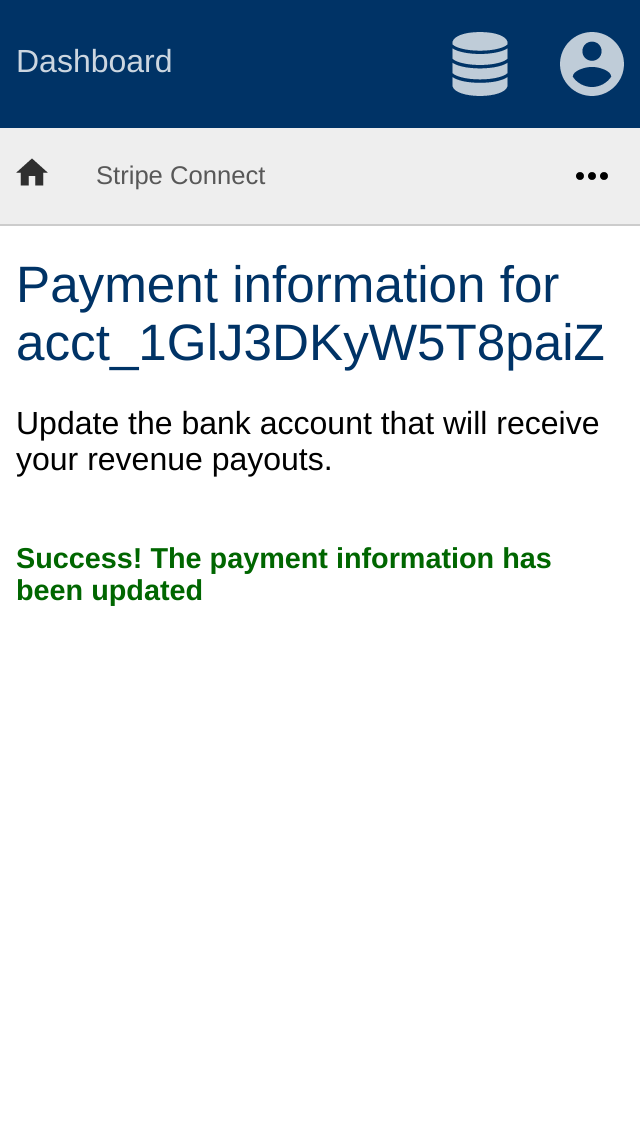 Dashboard
Stripe Connect
Payment information for
acct_1GlJ3DKyW5T8paiZ
Update the bank account that will receive
your revenue payouts.
Success! The payment information has
been updated